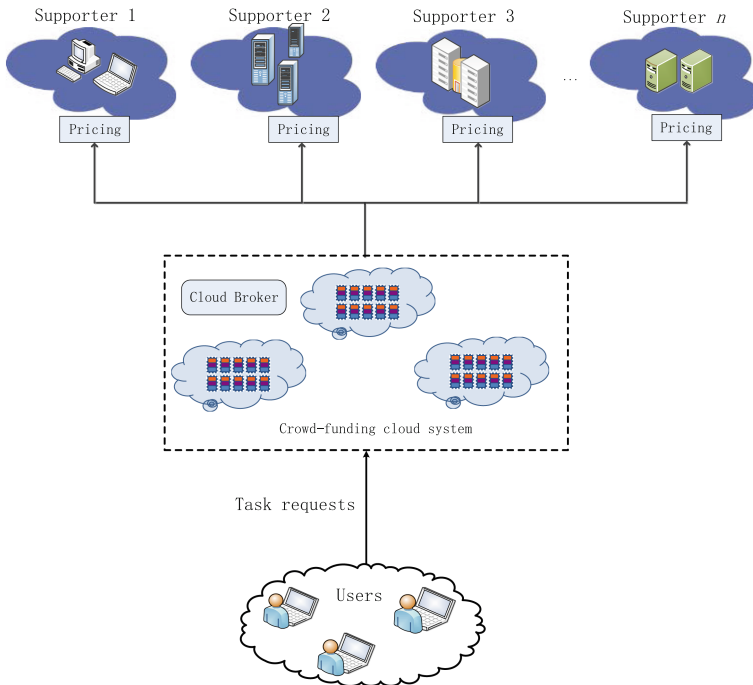 Supporter 1
Supporter 2
Supporter 3
Supporter n
...
Pricing
Pricing
Pricing
Pricing
Cloud Broker
Crowd-funding cloud system
Task requests
Users